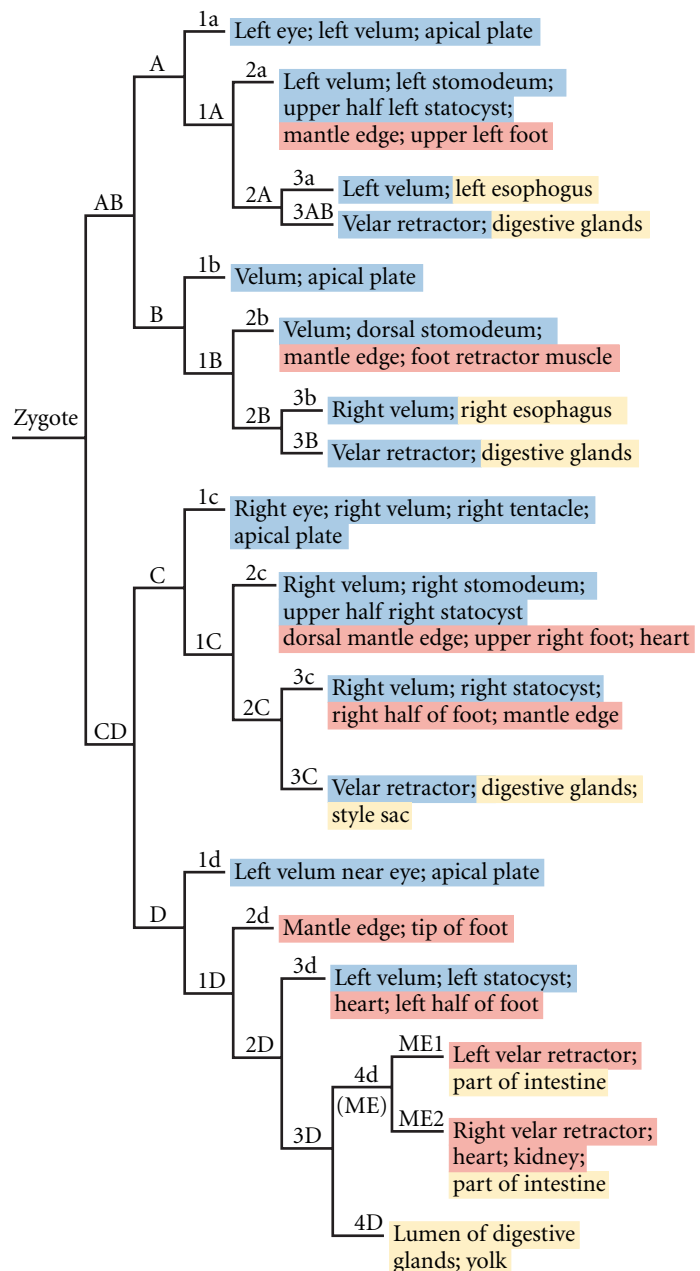 1a
Left eye; left velum; apical plate
A
2a
Left velum; left stomodeum;
upper half left statocyst;
mantle edge; upper left foot
1A
3a
Left velum; left esophogus
2A
3AB
Velar retractor; digestive glands
AB
1b
Velum; apical plate
B
2b
Velum; dorsal stomodeum;
mantle edge; foot retractor muscle
1B
3b
Right velum; right esophagus
2B
3B
Velar retractor; digestive glands
Zygote
1c
Right eye; right velum; right tentacle;
apical plate
C
2c
Right velum; right stomodeum;
upper half right statocyst
dorsal mantle edge; upper right foot; heart
1C
3c
Right velum; right statocyst;
right half of foot; mantle edge
2C
CD
3C
Velar retractor; digestive glands;
style sac
1d
Left velum near eye; apical plate
D
2d
Mantle edge; tip of foot
1D
3d
Left velum; left statocyst;
heart; left half of foot
2D
ME1
Left velar retractor;
part of intestine
4d
(ME)
ME2
Right velar retractor;
heart; kidney;
part of intestine
3D
4D
Lumen of digestive
glands; yolk